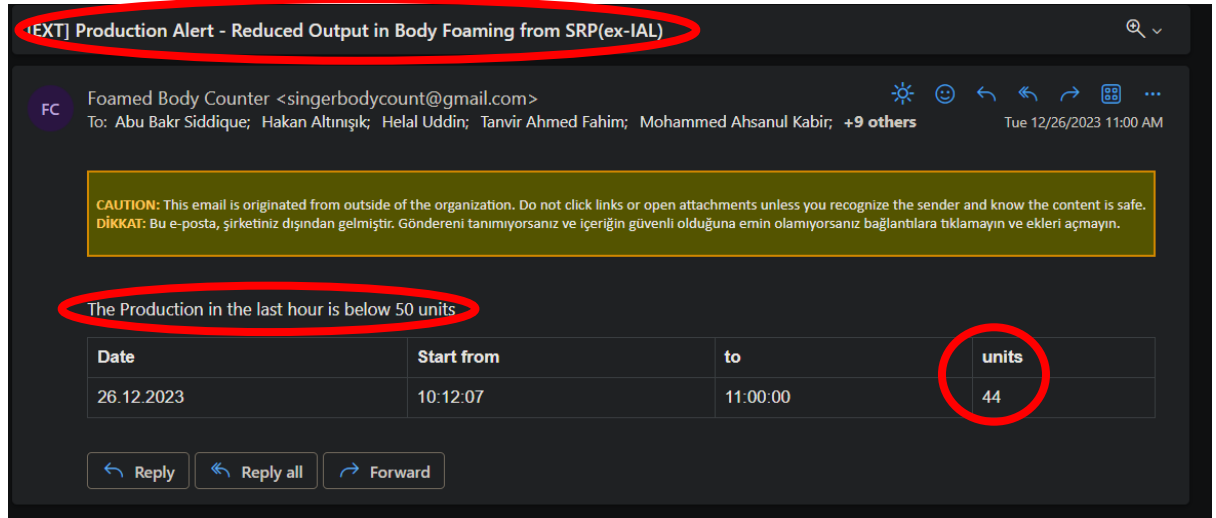 [EXT] Production Alert - Reduced Output in Body Foaming from SRP(ex-IAL)
FC
Foamed Body Counter <singerbodycount@gmail.com>
To: Abu Bakr Siddique; Hakan Altınışık; Helal Uddin; Tanvir Ahmed Fahim; Mohammed Ahsanul Kabir; +9 others
Tue 12/26/2023 11:00 AM
CAUTION: This email is originated from outside of the organization. Do not click links or open attachments unless you recognize the sender and know the content is safe.
DİKKAT: Bu e-posta, şirketiniz dışından gelmiştir. Göndereni tanımıyorsanız ve içeriğin güvenli olduğuna emin olamıyorsanız bağlantılara tıklamayın ve ekleri açmayın.
The Production in the last hour is below 50 units
Date Start from to units
26.12.2023 10:12:07 11:00:00 44
Reply Reply all Forward